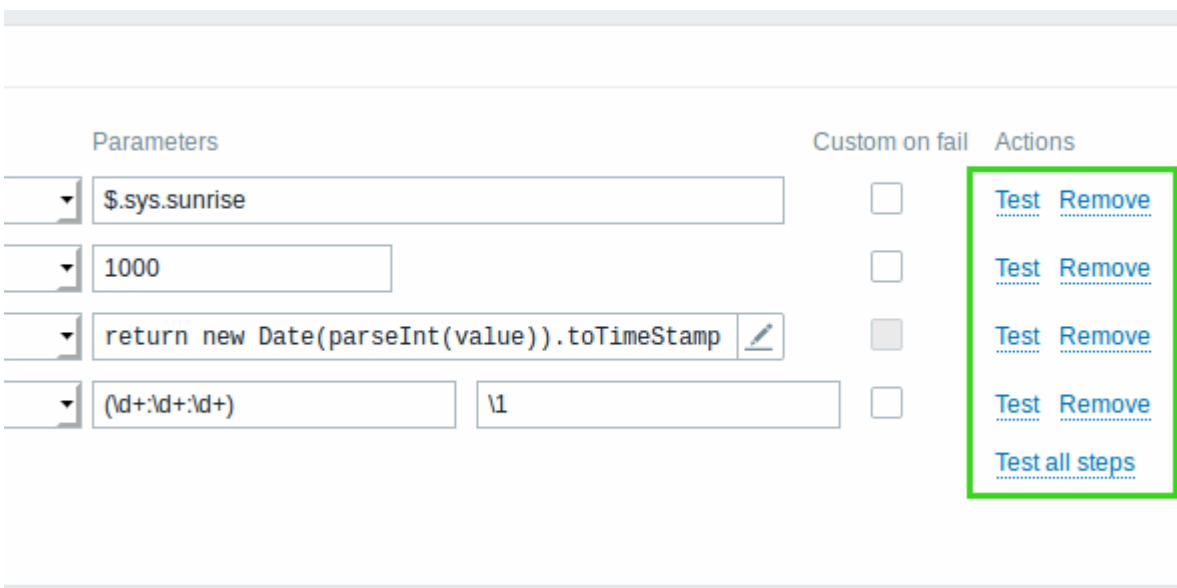 Parameters Custom on fail Actions
$.sys.sunrise Test Remove
1000 Test Remove
return new Date(parseInt(value)).toTimeStamp Test Remove
(\d+:\d+:\d+) \1 Test Remove
Test all steps